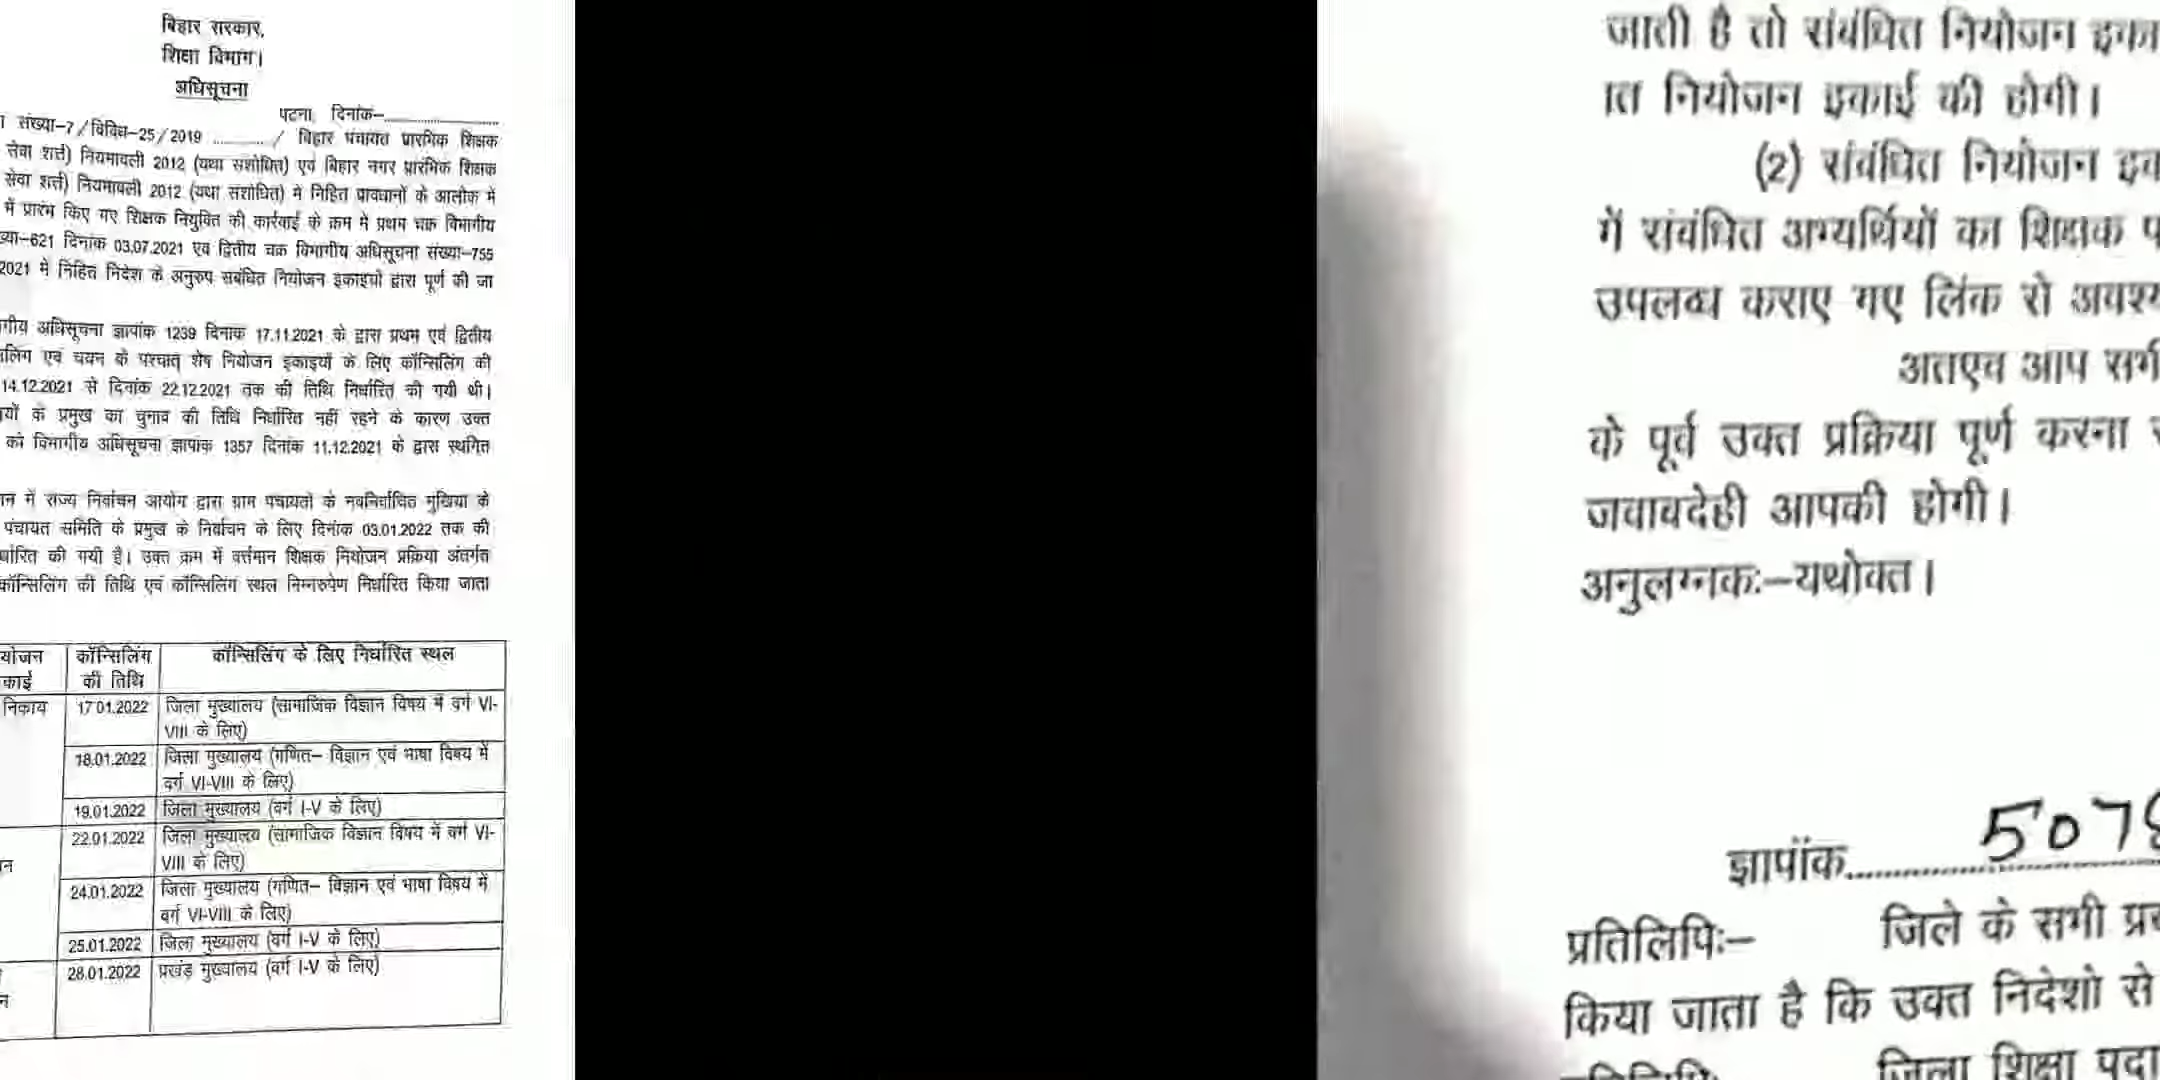 बिहार सरकार,
शिक्षा विभाग।
अधिसूचना
पटना, दिनांक-
संख्या-7/विविध-25/2019 ........../ बिहार पंचायत प्रारंभिक शिक्षक
सेवा शर्त्त) नियमावली 2012 (यथा संशोधित) एवं बिहार नगर प्रारंभिक शिक्षक
सेवा शर्त्त) नियमावली 2012 (यथा संशोधित) में निहित प्रावधानों के आलोक में
में प्रारंभ किए गए शिक्षक नियुक्ति की कार्रवाई के क्रम में प्रथम चक्र विभागीय
ख्या-621 दिनांक 03.07.2021 एवं द्वितीय चक्र विभागीय अधिसूचना संख्या-755
2021 में निहित निदेश के अनुरूप संबंधित नियोजन इकाइयों द्वारा पूर्ण की जा
गीय अधिसूचना ज्ञापांक 1239 दिनांक 17.11.2021 के द्वारा प्रथम एवं द्वितीय
सलिंग एवं चयन के पश्चात् शेष नियोजन इकाइयों के लिए कॉन्सिलिंग की
14.12.2021 से दिनांक 22.12.2021 तक की तिथि निर्धारित की गयी थी।
यों के प्रमुख का चुनाव की तिथि निर्धारित नहीं रहने के कारण उक्त
को विभागीय अधिसूचना ज्ञापांक 1357 दिनांक 11.12.2021 के द्वारा स्थगित
न में राज्य निर्वाचन आयोग द्वारा ग्राम पंचायतों के नवनिर्वाचित मुखिया के
पंचायत समिति के प्रमुख के निर्वाचन के लिए दिनांक 03.01.2022 तक की
र्धारित की गयी है। उक्त क्रम में वर्त्तमान शिक्षक नियोजन प्रक्रिया अंतर्गत
कॉन्सिलिंग की तिथि एवं कॉन्सिलिंग स्थल निम्नरूपेण निर्धारित किया जाता
योजन काई | कॉन्सिलिंग की तिथि | कॉन्सिलिंग के लिए निर्धारित स्थल
निकाय | 17.01.2022 | जिला मुख्यालय (सामाजिक विज्ञान विषय में वर्ग VI-
VIII के लिए)
18.01.2022 | जिला मुख्यालय (गणित– विज्ञान एवं भाषा विषय में
वर्ग VI-VIII के लिए)
19.01.2022 | जिला मुख्यालय (वर्ग I-V के लिए)
22.01.2022 | जिला मुख्यालय (सामाजिक विज्ञान विषय में वर्ग VI-
VIII के लिए)
24.01.2022 | जिला मुख्यालय (गणित– विज्ञान एवं भाषा विषय में
वर्ग VI-VIII के लिए)
25.01.2022 | जिला मुख्यालय (वर्ग I-V के लिए)
28.01.2022 | प्रखंड मुख्यालय (वर्ग I-V के लिए)
जाती है तो संबंधित नियोजन इका
त नियोजन इकाई की होगी।
(2) संबंधित नियोजन इक
में संबंधित अभ्यर्थियों का शिक्षक प
उपलब्ध कराए गए लिंक से अवश्य
अतएव आप सभी
के पूर्व उक्त प्रक्रिया पूर्ण करना
जवाबदेही आपकी होगी।
अनुलग्नकः–यथोक्त।
ज्ञापांक.......... 5078
प्रतिलिपिः– जिले के सभी प्रख
किया जाता है कि उक्त निदेशो से
प्रतिलिपिः जिला शिक्षा पदा